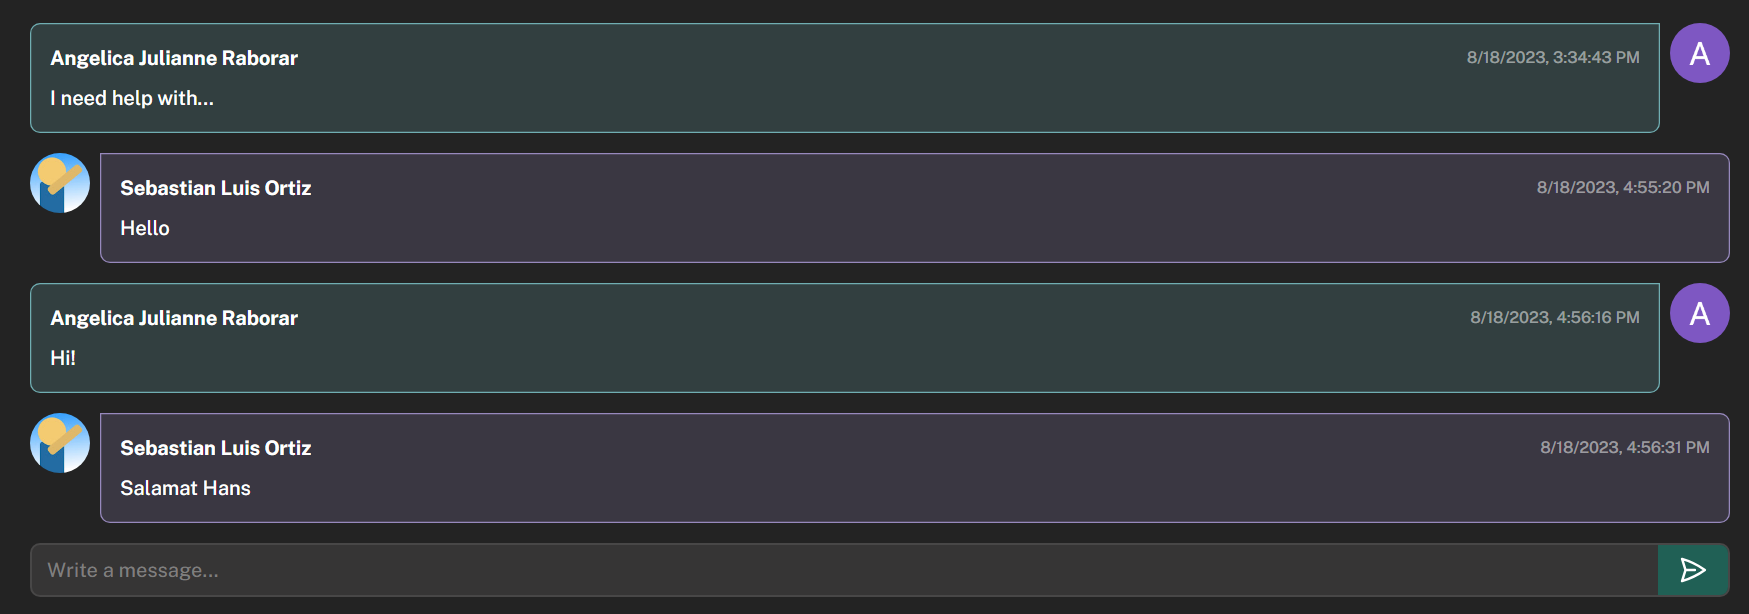 Angelica Julianne Raborar 8/18/2023, 3:34:43 PM A
I need help with...
Sebastian Luis Ortiz 8/18/2023, 4:55:20 PM
Hello
Angelica Julianne Raborar 8/18/2023, 4:56:16 PM A
Hi!
Sebastian Luis Ortiz 8/18/2023, 4:56:31 PM
Salamat Hans
Write a message...